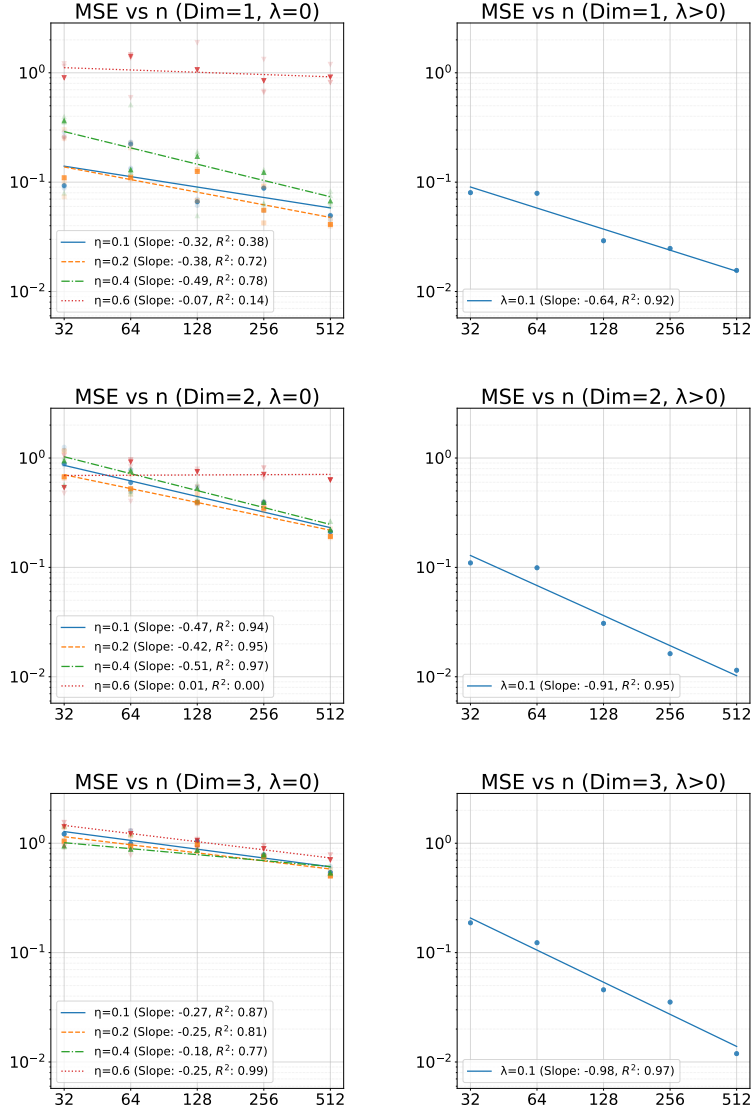 MSE vs n (Dim=1, λ=0)
10⁰
10⁻¹
10⁻²
η=0.1 (Slope: -0.32, R²: 0.38)
η=0.2 (Slope: -0.38, R²: 0.72)
η=0.4 (Slope: -0.49, R²: 0.78)
η=0.6 (Slope: -0.07, R²: 0.14)
32 64 128 256 512
MSE vs n (Dim=1, λ>0)
10⁰
10⁻¹
10⁻²
λ=0.1 (Slope: -0.64, R²: 0.92)
32 64 128 256 512
MSE vs n (Dim=2, λ=0)
10⁰
10⁻¹
10⁻²
η=0.1 (Slope: -0.47, R²: 0.94)
η=0.2 (Slope: -0.42, R²: 0.95)
η=0.4 (Slope: -0.51, R²: 0.97)
η=0.6 (Slope: 0.01, R²: 0.00)
32 64 128 256 512
MSE vs n (Dim=2, λ>0)
10⁰
10⁻¹
10⁻²
λ=0.1 (Slope: -0.91, R²: 0.95)
32 64 128 256 512
MSE vs n (Dim=3, λ=0)
10⁰
10⁻¹
10⁻²
η=0.1 (Slope: -0.27, R²: 0.87)
η=0.2 (Slope: -0.25, R²: 0.81)
η=0.4 (Slope: -0.18, R²: 0.77)
η=0.6 (Slope: -0.25, R²: 0.99)
32 64 128 256 512
MSE vs n (Dim=3, λ>0)
10⁰
10⁻¹
10⁻²
λ=0.1 (Slope: -0.98, R²: 0.97)
32 64 128 256 512